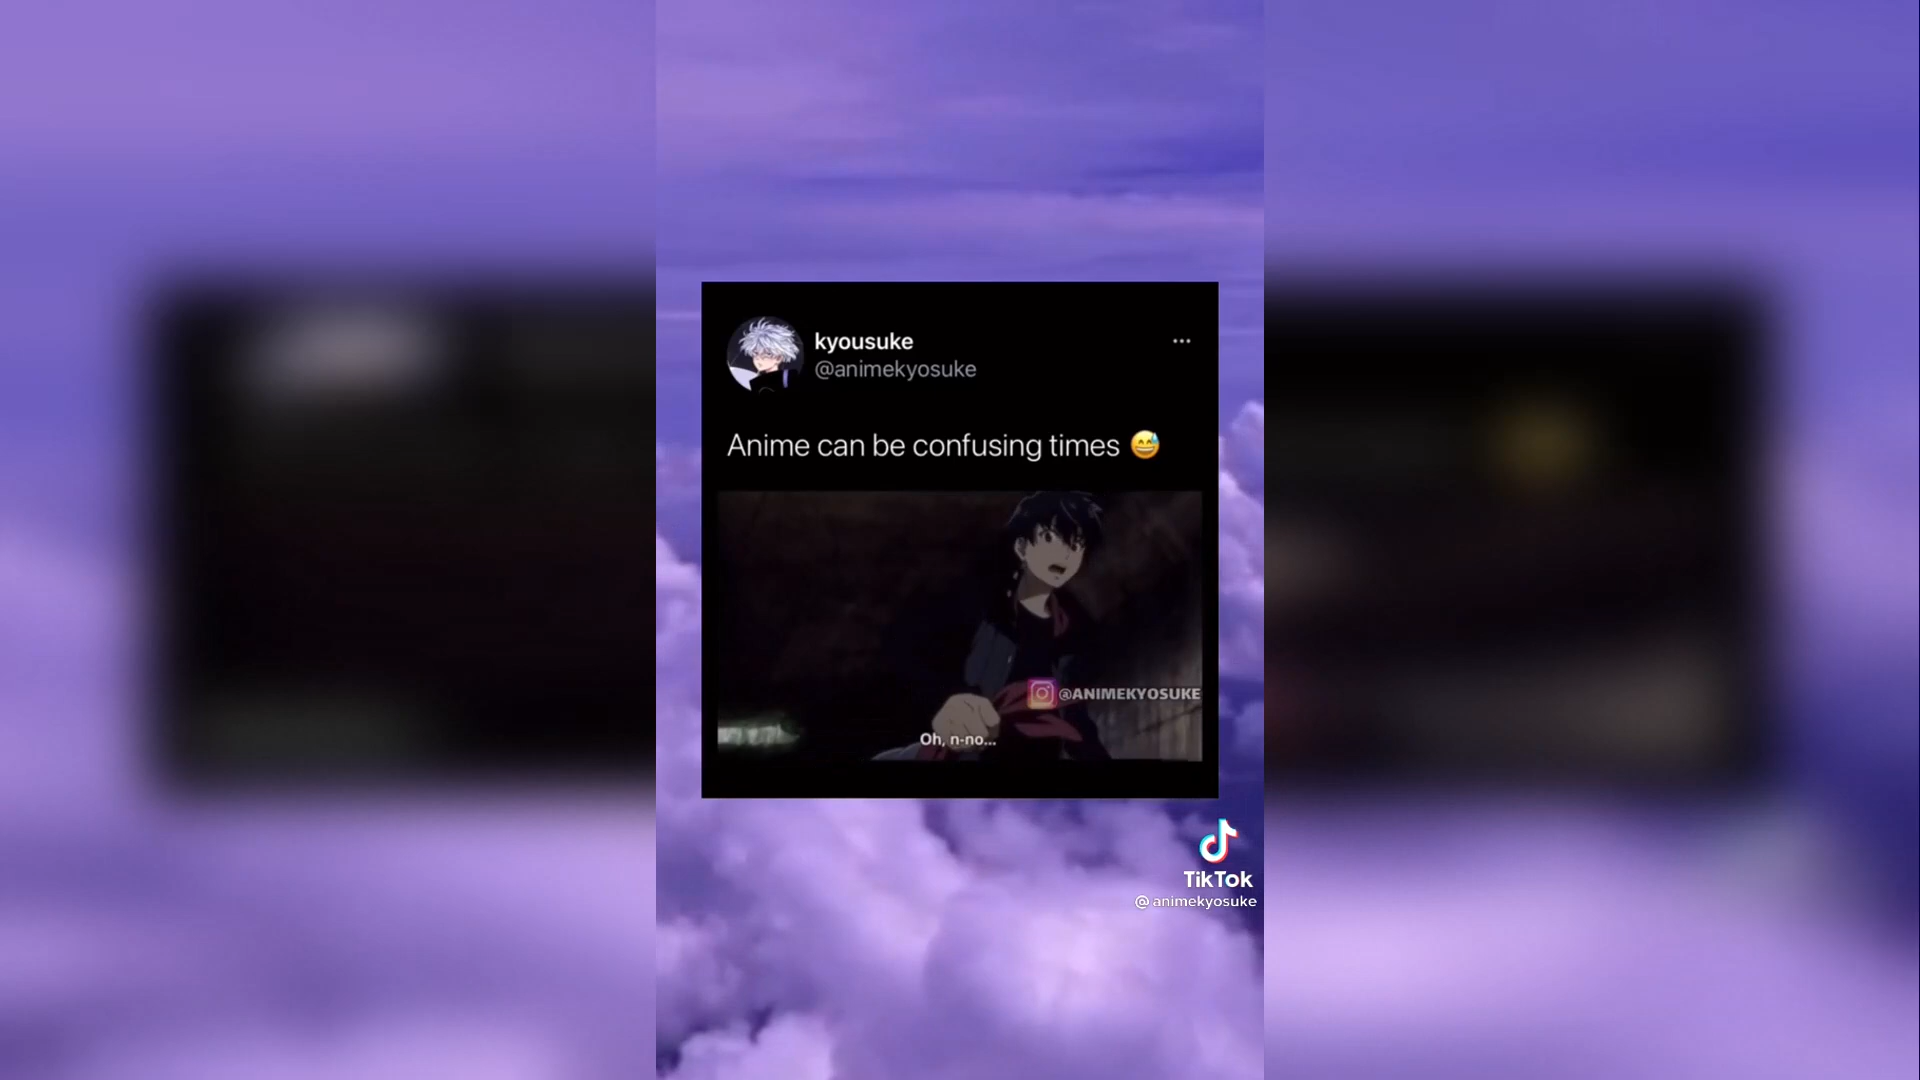 kyousuke
@animekyosuke
Anime can be confusing times 😅
@ANIMEKYOSUKE
Oh, n-no...
TikTok
@animekyosuke